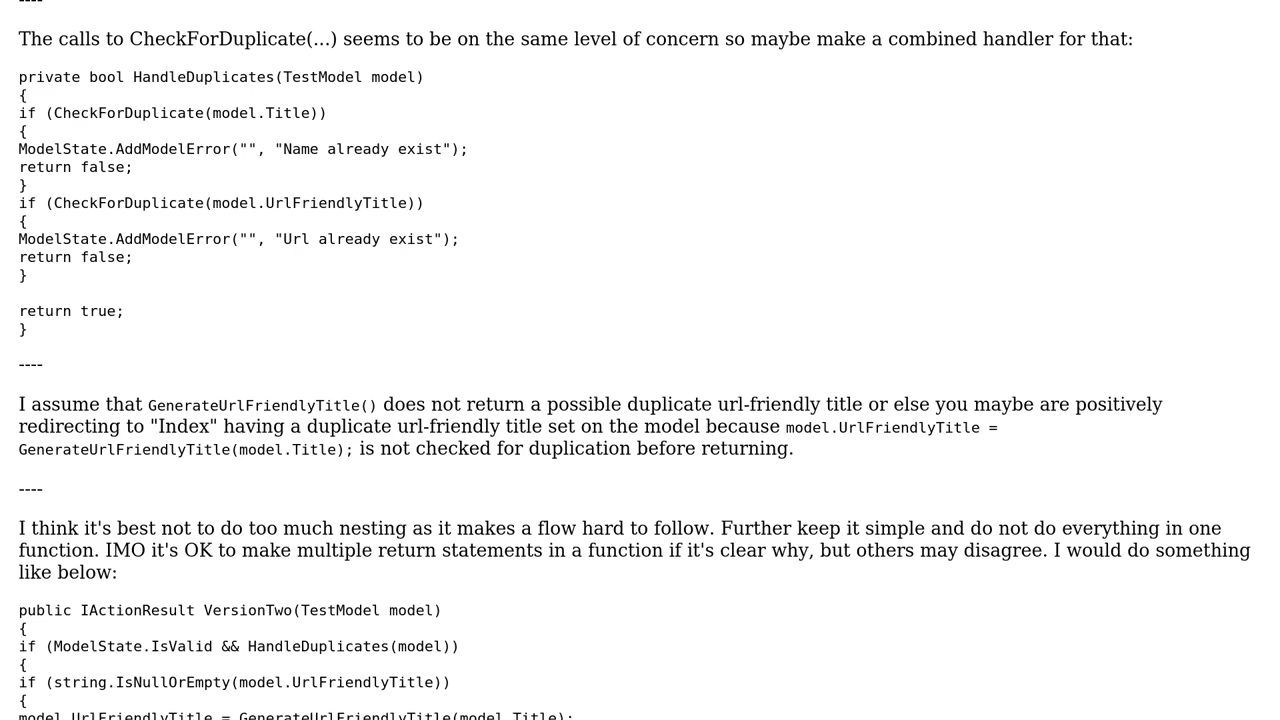 ----
The calls to CheckForDuplicate(...) seems to be on the same level of concern so maybe make a combined handler for that:
private bool HandleDuplicates(TestModel model)
{
if (CheckForDuplicate(model.Title))
{
ModelState.AddModelError("", "Name already exist");
return false;
}
if (CheckForDuplicate(model.UrlFriendlyTitle))
{
ModelState.AddModelError("", "Url already exist");
return false;
}
return true;
}
----
I assume that GenerateUrlFriendlyTitle() does not return a possible duplicate url-friendly title or else you maybe are positively
redirecting to "Index" having a duplicate url-friendly title set on the model because model.UrlFriendlyTitle =
GenerateUrlFriendlyTitle(model.Title); is not checked for duplication before returning.
----
I think it's best not to do too much nesting as it makes a flow hard to follow. Further keep it simple and do not do everything in one
function. IMO it's OK to make multiple return statements in a function if it's clear why, but others may disagree. I would do something
like below:
public IActionResult VersionTwo(TestModel model)
{
if (ModelState.IsValid && HandleDuplicates(model))
{
if (string.IsNullOrEmpty(model.UrlFriendlyTitle))
{
model.UrlFriendlyTitle = GenerateUrlFriendlyTitle(model.Title);